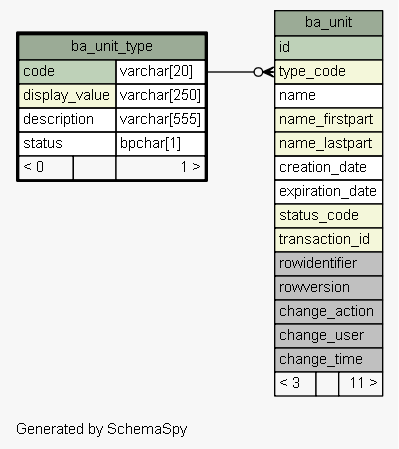 ba_unit_type
code varchar[20]
display_value varchar[250]
description varchar[555]
status bpchar[1]
< 0 1 >
ba_unit
id
type_code
name
name_firstpart
name_lastpart
creation_date
expiration_date
status_code
transaction_id
rowidentifier
rowversion
change_action
change_user
change_time
< 3 11 >
Generated by SchemaSpy